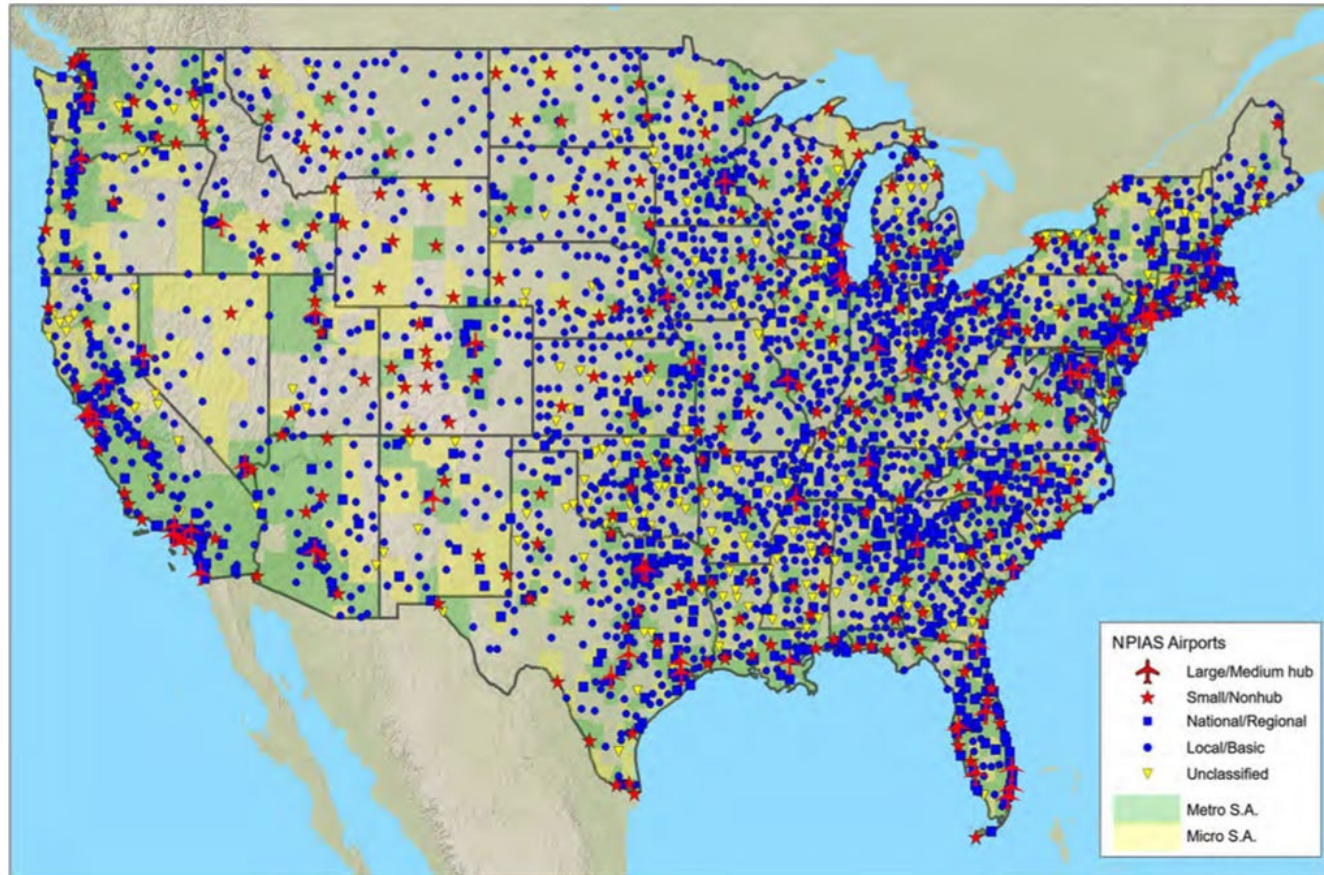 NPIAS Airports
Large/Medium hub
Small/Nonhub
National/Regional
Local/Basic
Unclassified
Metro S.A.
Micro S.A.